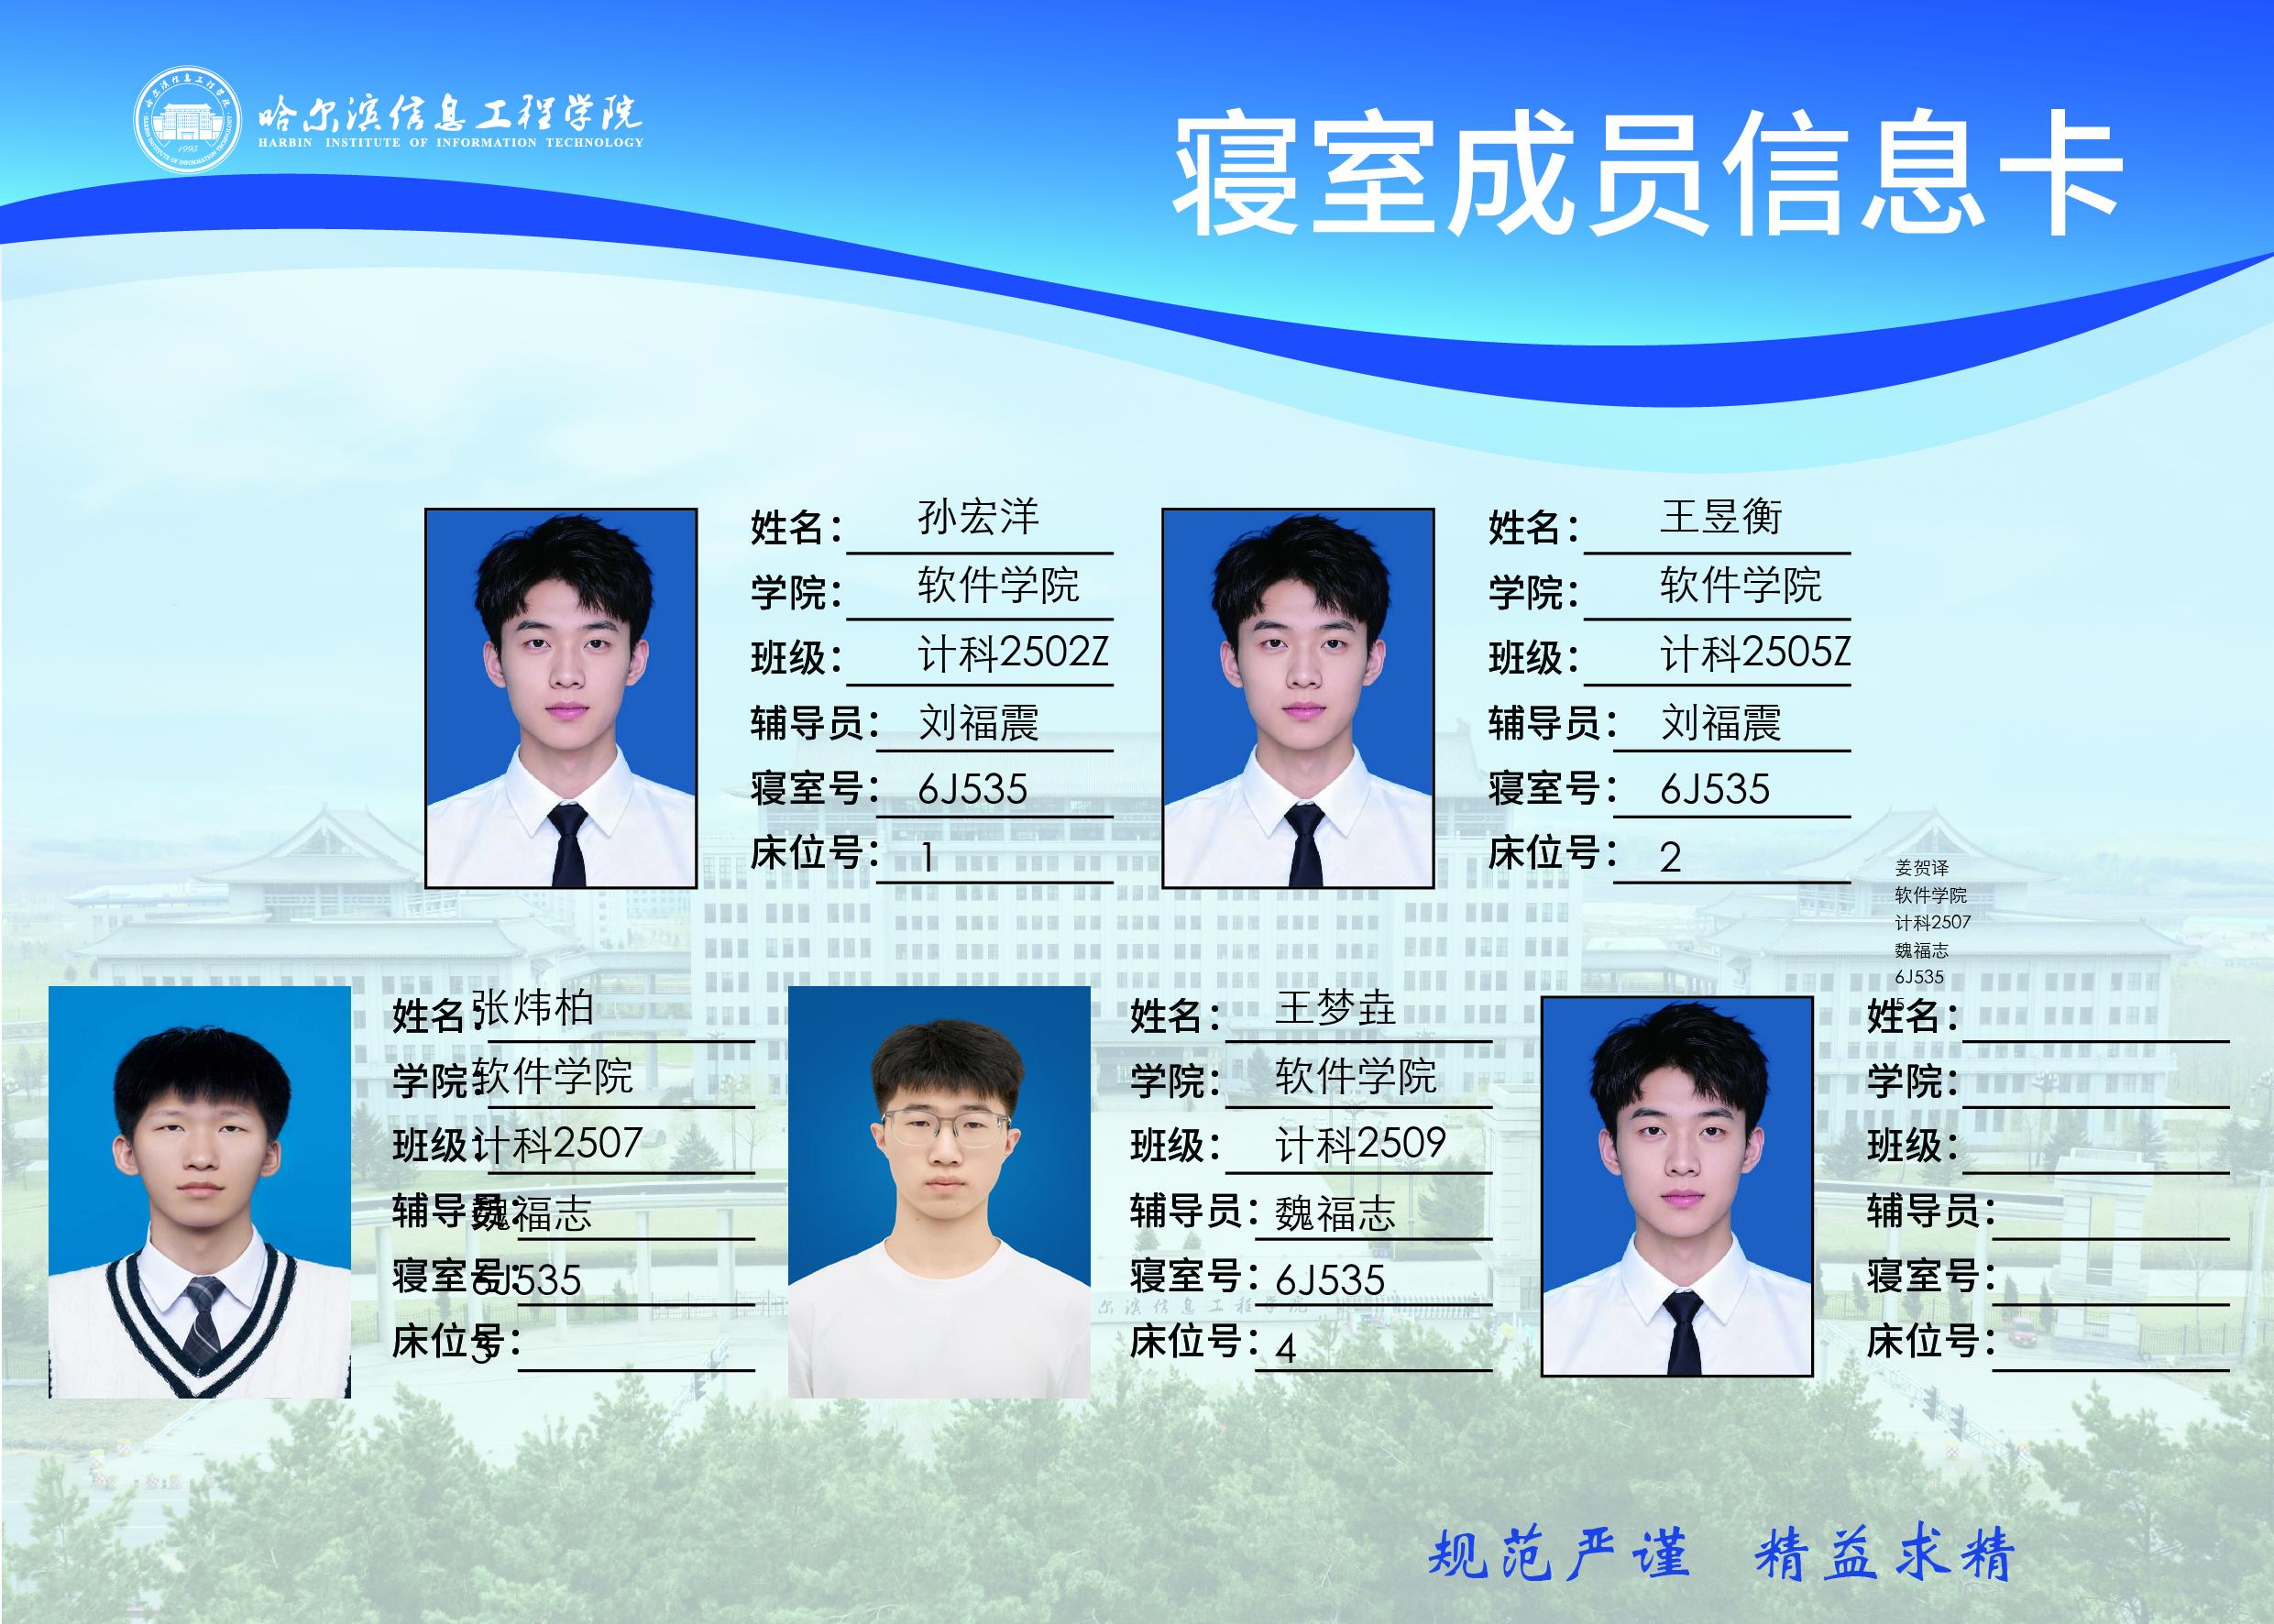 哈尔滨信息工程学院
HARBIN INSTITUTE OF INFORMATION TECHNOLOGY
1995
寝室成员信息卡
姓名： 孙宏洋
学院： 软件学院
班级： 计科2502Z
辅导员： 刘福震
寝室号： 6J535
床位号： 1
姓名： 王昱衡
学院： 软件学院
班级： 计科2505Z
辅导员： 刘福震
寝室号： 6J535
床位号： 2
姜贺译
软件学院
计科2507
魏福志
6J535
5
姓名： 张炜柏
学院： 软件学院
班级： 计科2507
辅导员： 魏福志
寝室号： 6J535
床位号： 3
姓名： 王梦垚
学院： 软件学院
班级： 计科2509
辅导员： 魏福志
寝室号： 6J535
床位号： 4
姓名：
学院：
班级：
辅导员：
寝室号：
床位号：
尔滨信息工程学院
规范严谨 精益求精